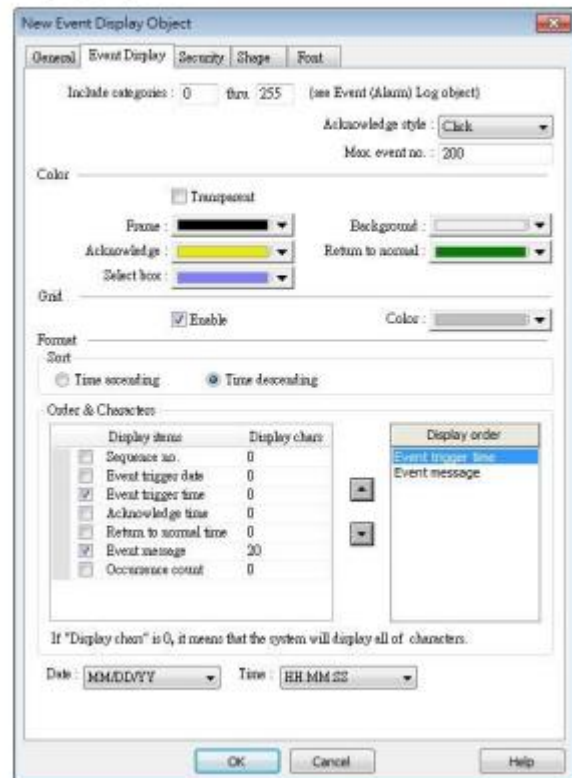 New Event Display Object
General Event Display Security Shape Font
Include categories : 0 thru 255 (see Event (Alarm) Log object)
Acknowledge style : Click
Max. event no. : 200
Color
Transparent
Frame : Background :
Acknowledge : Return to normal :
Select box :
Grid
Enable Color :
Format
Sort
Time ascending Time descending
Order & Characters
Display items Display chars Display order
Sequence no. 0 Event trigger time
Event trigger date 0 Event message
Event trigger time 0
Acknowledge time 0
Return to normal time 0
Event message 20
Occurrence count 0
If "Display chars" is 0, it means that the system will display all of characters.
Date : MM/DD/YY Time : HH:MM:SS
OK Cancel Help